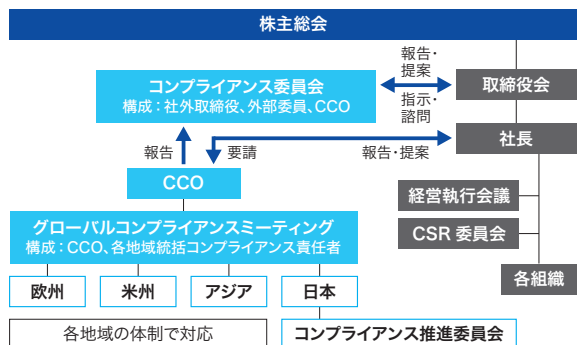 株主総会
コンプライアンス委員会
構成：社外取締役、外部委員、CCO
報告・
提案
指示・
諮問
取締役会
社長
報告
要請
報告・提案
CCO
経営執行会議
グローバルコンプライアンスミーティング
構成：CCO、各地域統括コンプライアンス責任者
CSR 委員会
各組織
欧州
米州
アジア
日本
各地域の体制で対応
コンプライアンス推進委員会